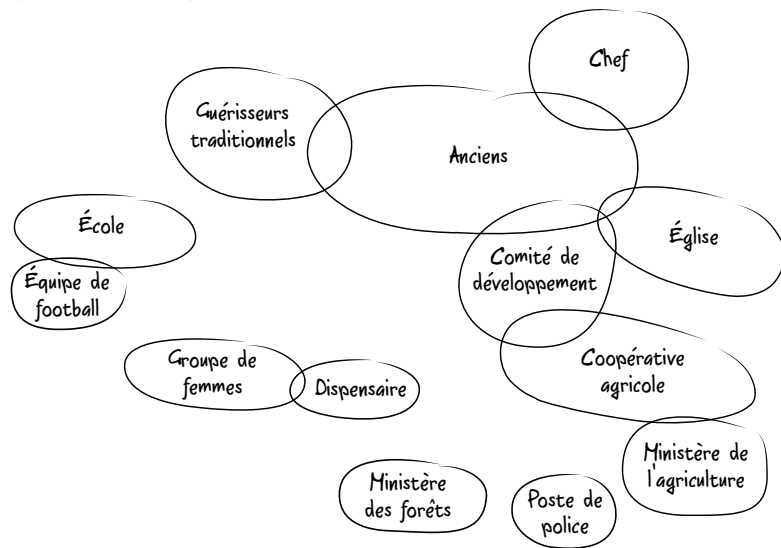 Chef
Guérisseurs
traditionnels
Anciens
École
Église
Comité de
développement
Équipe de
football
Groupe de
femmes
Dispensaire
Coopérative
agricole
Ministère de
l'agriculture
Ministère
des forêts
Poste de
police